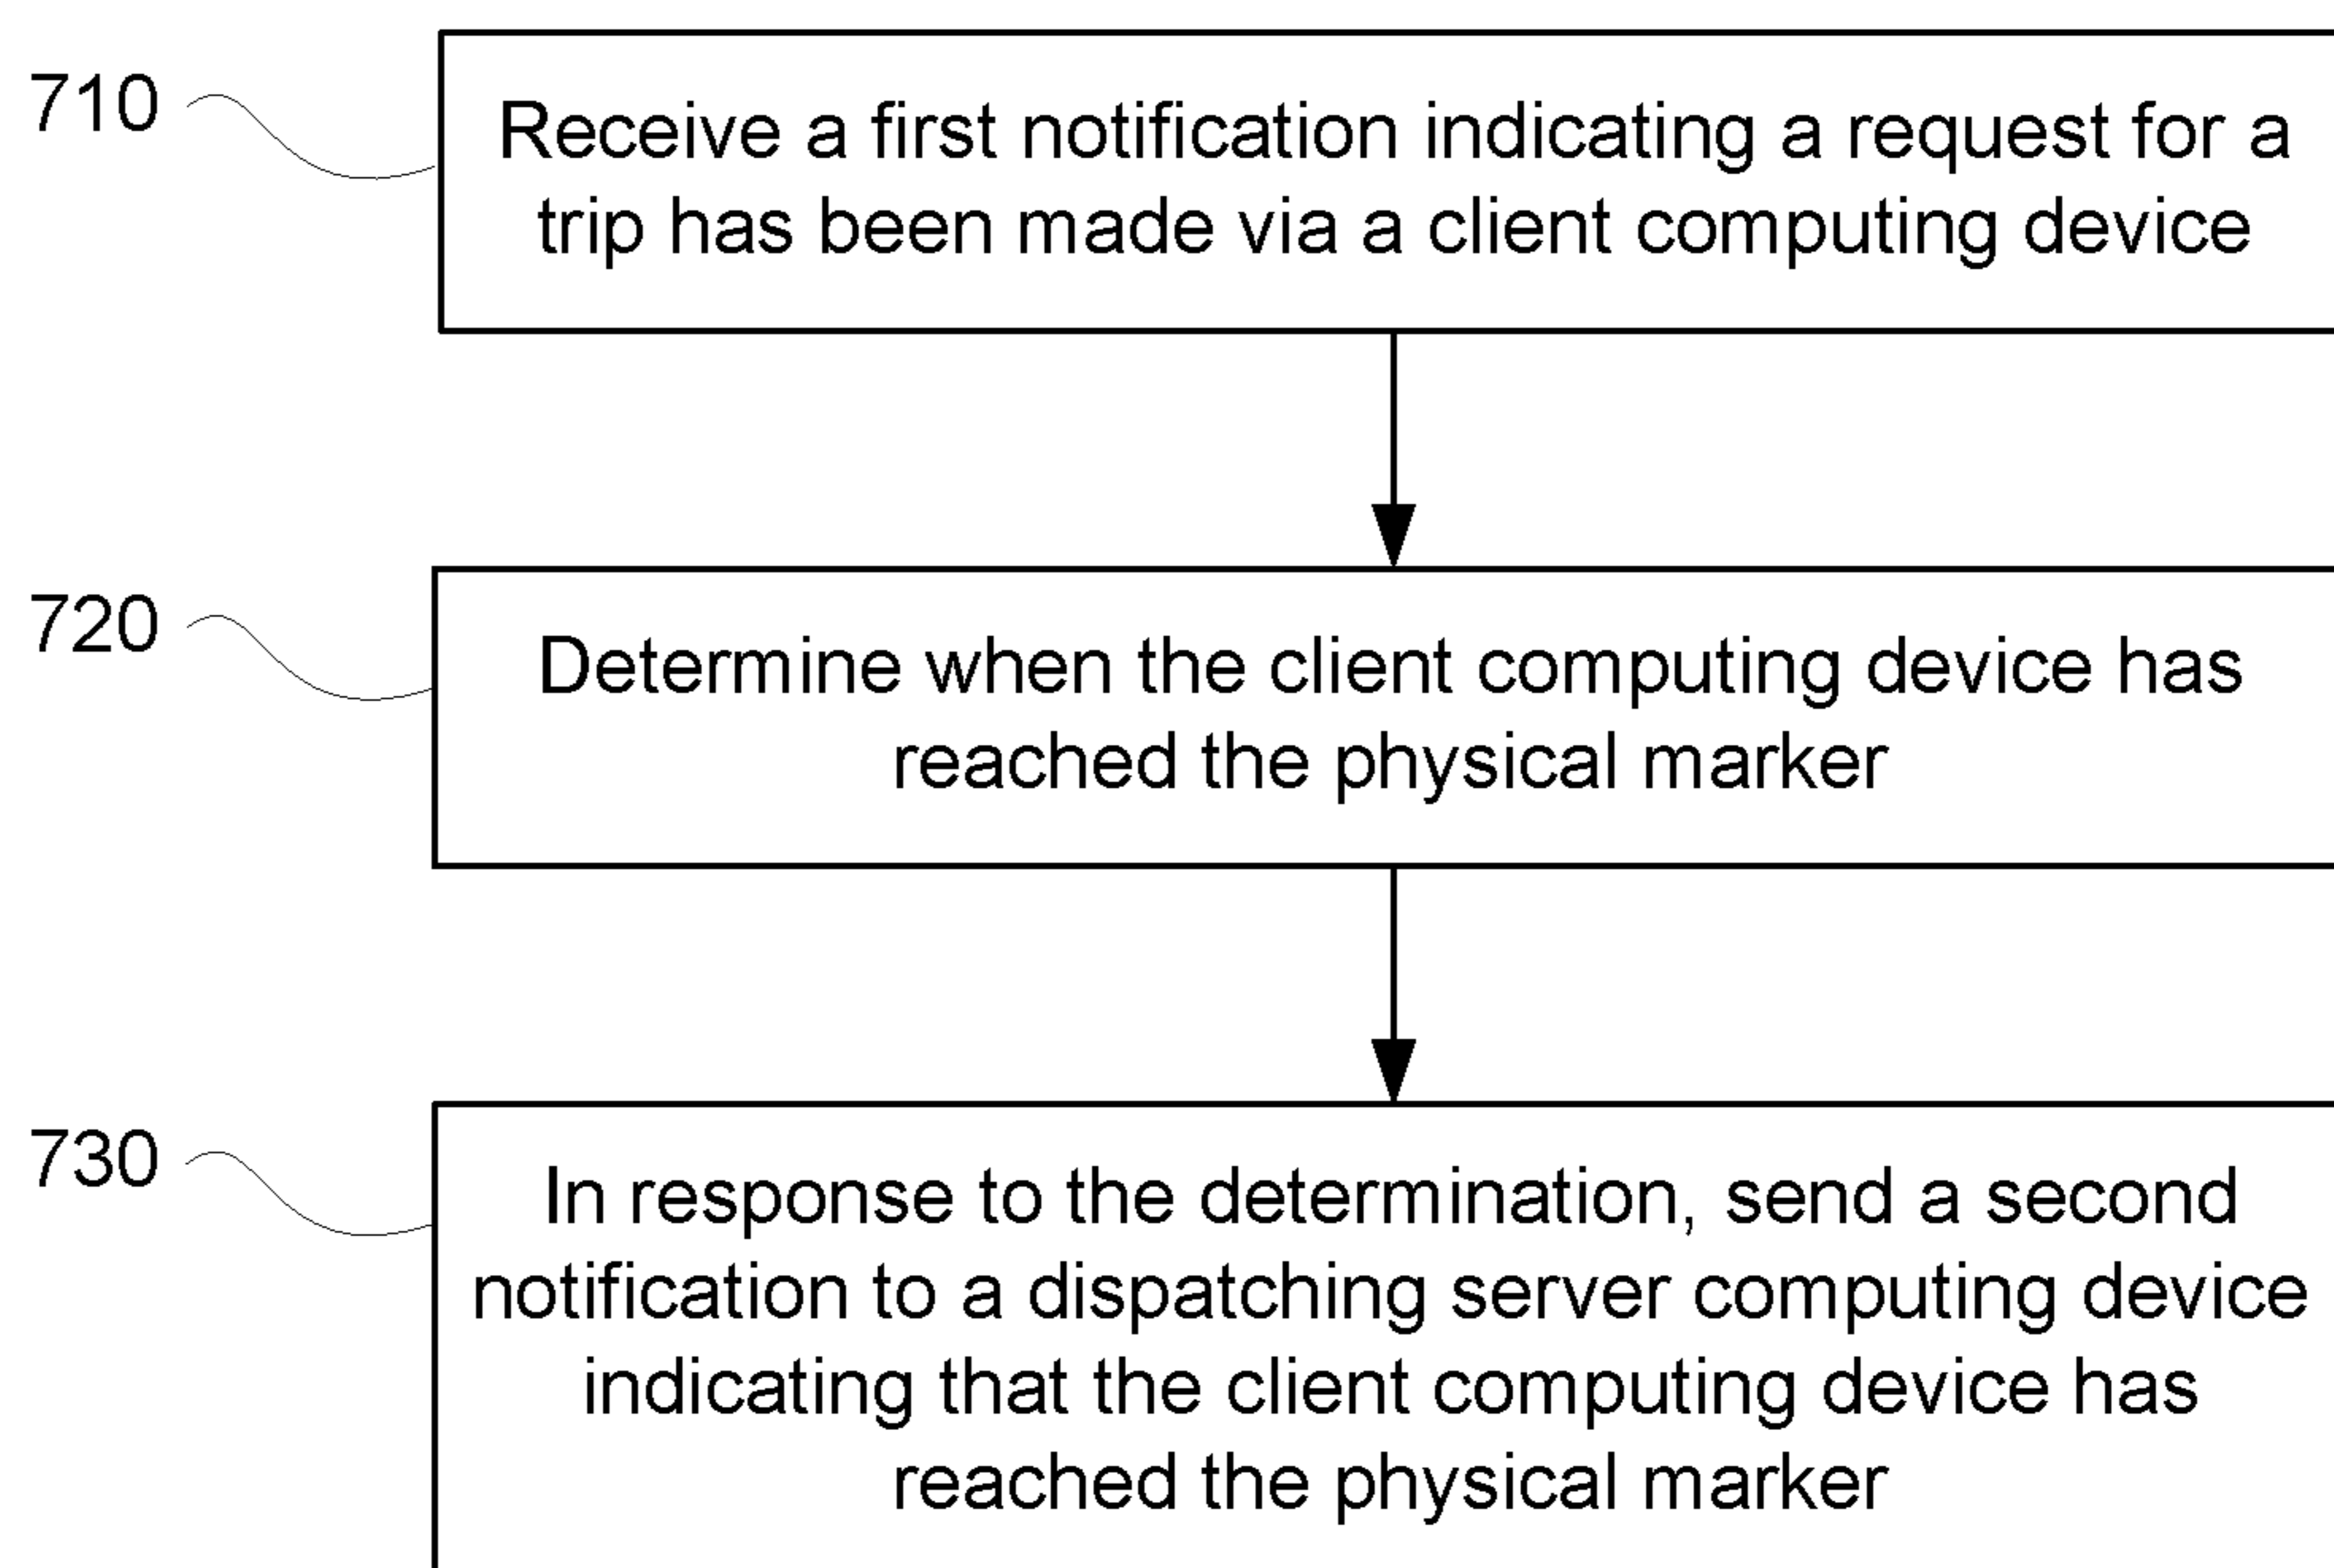 710
Receive a first notification indicating a request for a
trip has been made via a client computing device
720
Determine when the client computing device has
reached the physical marker
730
In response to the determination, send a second
notification to a dispatching server computing device
indicating that the client computing device has
reached the physical marker